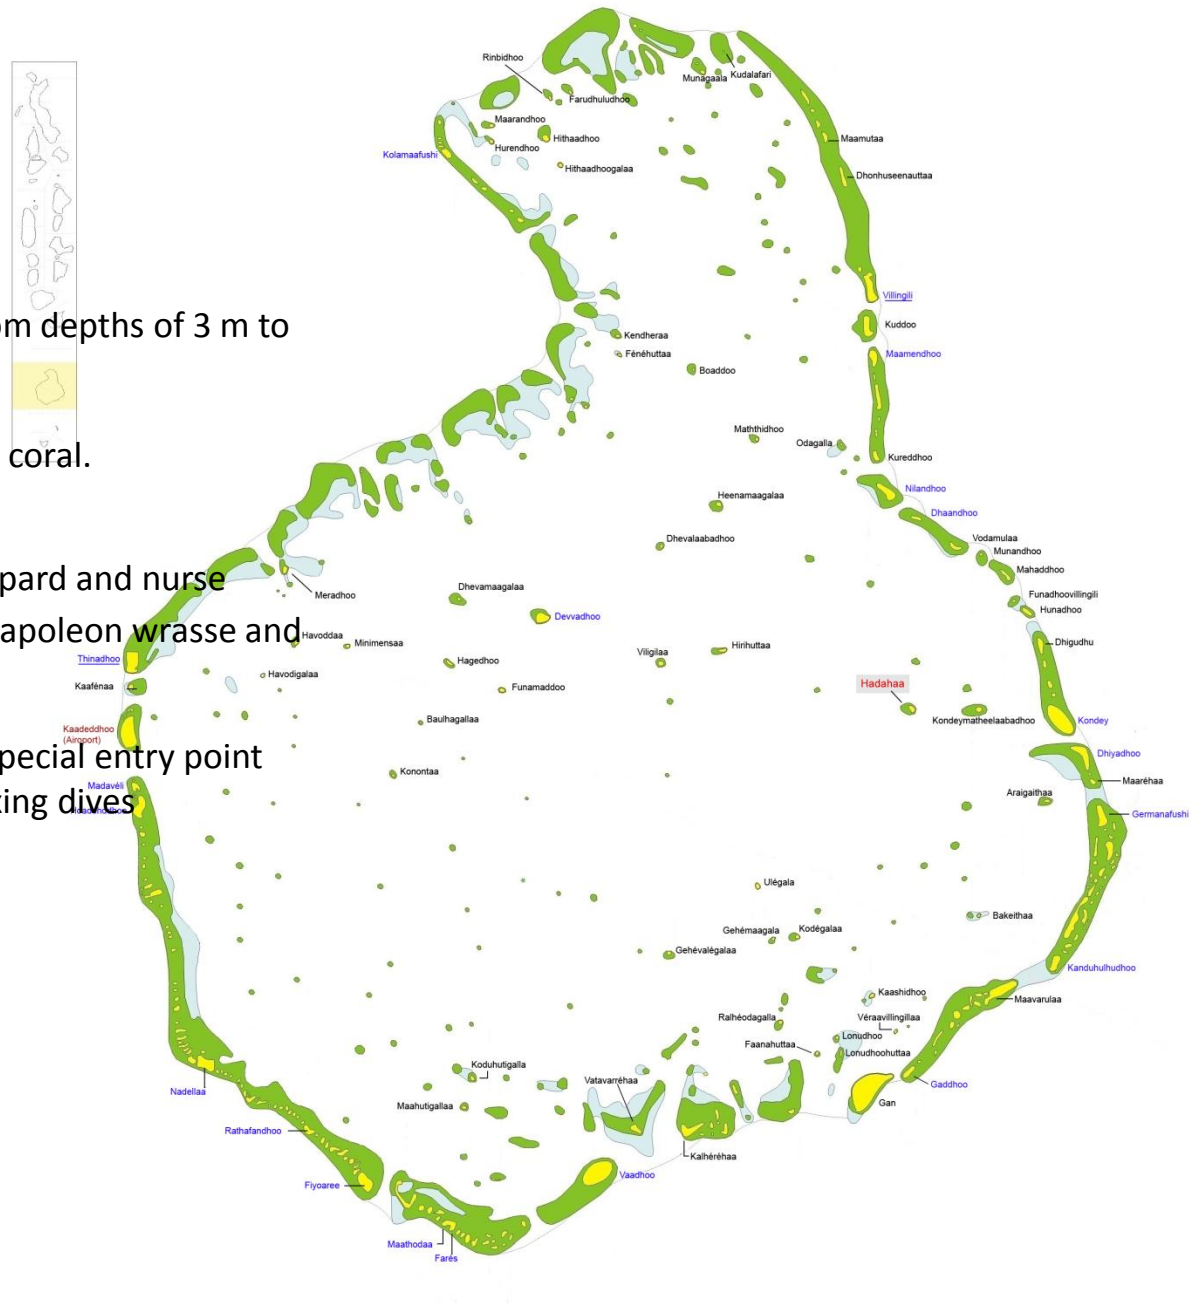 Rinbidhoo
Munagaala
Kudalafari
Farudhuludhoo
Maarandhoo
Hithaadhoo
Maamutaa
Kolamaafushi
Hurendhoo
Hithaadhoogalaa
Dhonhuseenauttaa
Villingili
om depths of 3 m to
Kuddoo
Kendheraa
Fènéhuttaa
Maamendhoo
Boaddoo
Maththidhoo
Odagalla
coral.
Kureddhoo
Nilandhoo
Heenamaagalaa
Dhaandhoo
Dhevalaabadhoo
Vodamulaa
Munandhoo
Mahaddhoo
pard and nurse
Meradhoo
Dhevamaagalaa
Funadhoovillingili
Hunadhoo
Devvadhoo
apoleon wrasse and
Havoddaa
Minimensaa
Dhigudhu
Thinadhoo
Hagedhoo
Viligilaa
Hirihuttaa
Kaafénaa
Havodigalaa
Funamaddoo
Hadahaa
Baulhagallaa
Kondeymatheelaabadhoo
Kondey
Kaadeddhoo
(Airoport)
pecial entry point
Dhiyadhoo
Konontaa
Madavéli
Maaréhaa
Araigaithaa
xing dives
Germanafushi
Ulégala
Bakeithaa
Gehémaagala
Kodégalaa
Gehévalégalaa
Kanduhulhudhoo
Kaashidhoo
Maavarulaa
Ralhéodagalla
Véraavillingillaa
Faanahuttaa
Lonudhoo
Lonudhoohuttaa
Koduhutigalla
Vatavarréhaa
Gaddhoo
Nadellaa
Maahutigallaa
Gan
Rathafandhoo
Kalhéréhaa
Fiyoaree
Vaadhoo
Maathodaa
Farés